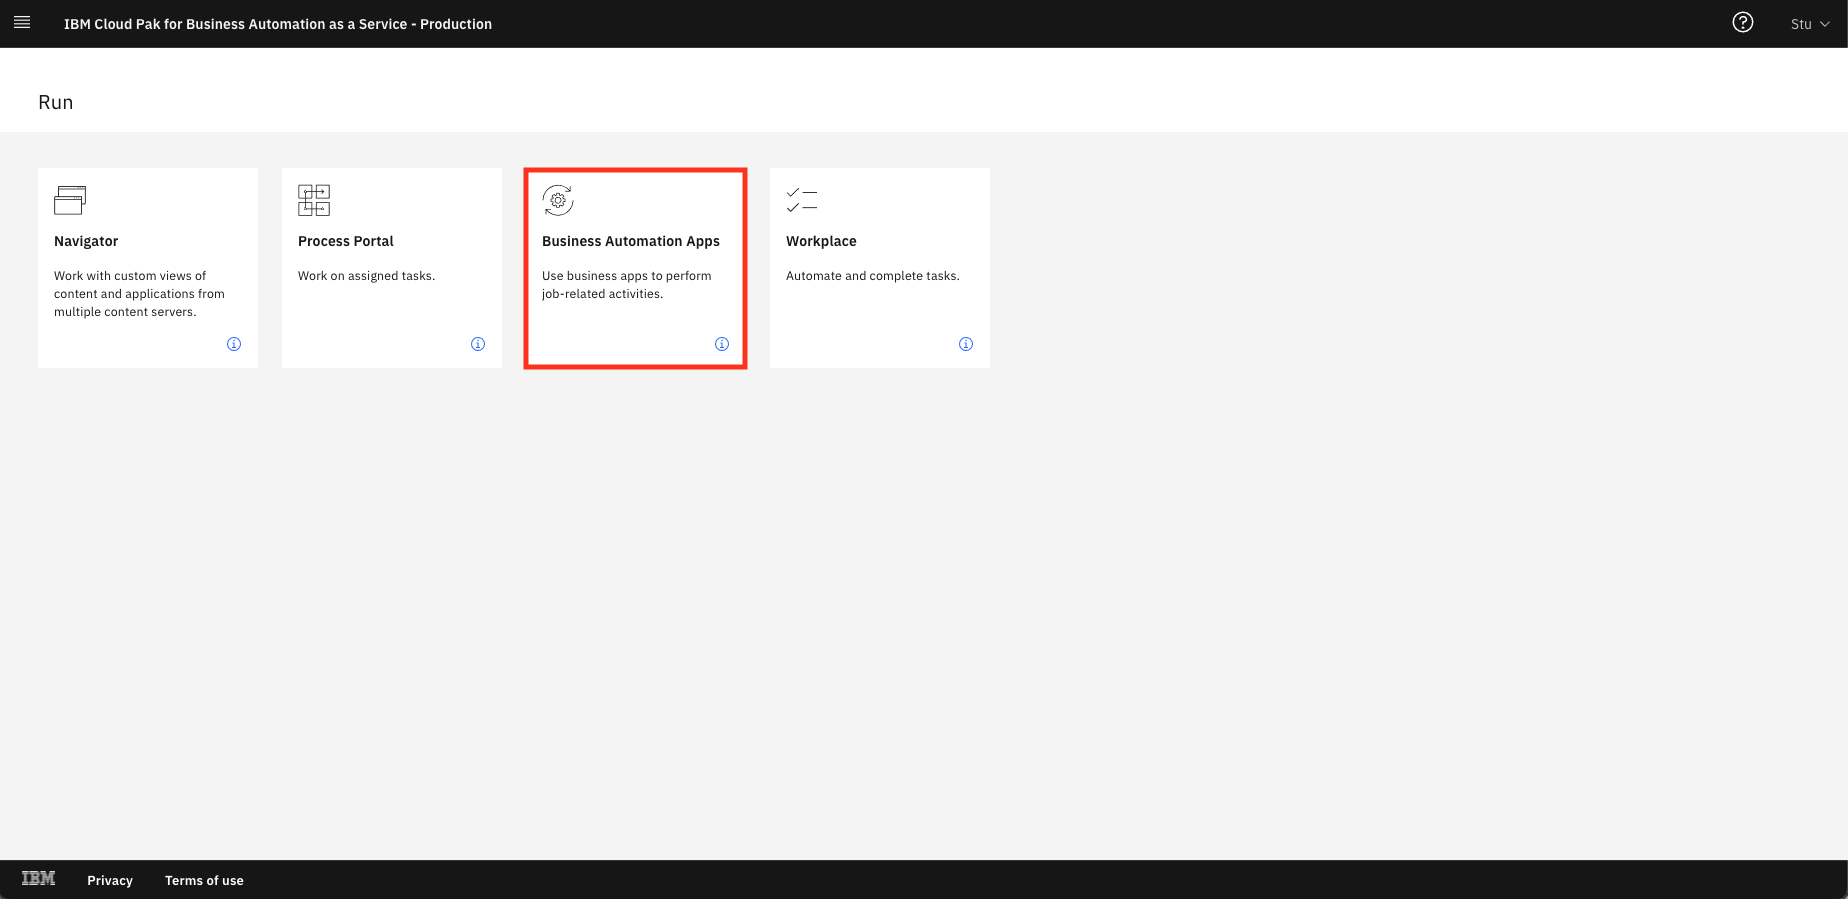 IBM Cloud Pak for Business Automation as a Service - Production
Stu
Run
Navigator
Work with custom views of
content and applications from
multiple content servers.
Process Portal
Work on assigned tasks.
Business Automation Apps
Use business apps to perform
job-related activities.
Workplace
Automate and complete tasks.
IBM
Privacy
Terms of use